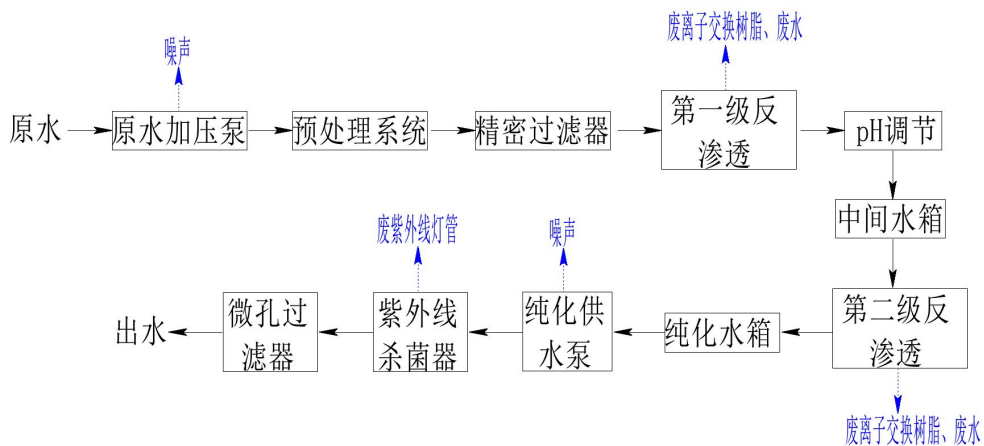 废离子交换树脂、废水
噪声
原水
原水加压泵
预处理系统
精密过滤器
第一级反
渗透
pH调节
中间水箱
废紫外线灯管
噪声
出水
微孔过
滤器
紫外线
杀菌器
纯化供
水泵
纯化水箱
第二级反
渗透
废离子交换树脂、废水